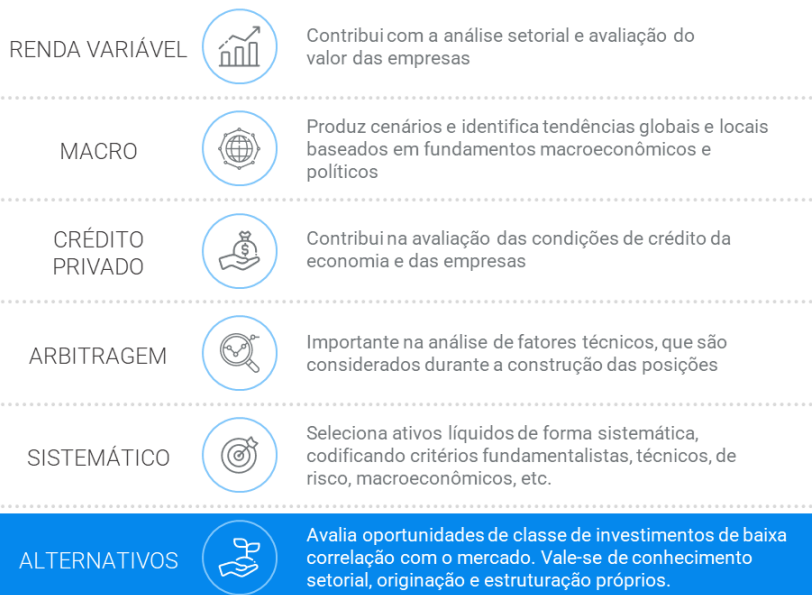 RENDA VARIÁVEL
Contribui com a análise setorial e avaliação do
valor das empresas
MACRO
Produz cenários e identifica tendências globais e locais
baseados em fundamentos macroeconômicos e
políticos
CRÉDITO
PRIVADO
Contribui na avaliação das condições de crédito da
economia e das empresas
ARBITRAGEM
Importante na análise de fatores técnicos, que são
considerados durante a construção das posições
SISTEMÁTICO
Seleciona ativos líquidos de forma sistemática,
codificando critérios fundamentalistas, técnicos, de
risco, macroeconômicos, etc.
ALTERNATIVOS
Avalia oportunidades de classe de investimentos de baixa
correlação com o mercado. Vale-se de conhecimento
setorial, originação e estruturação próprios.